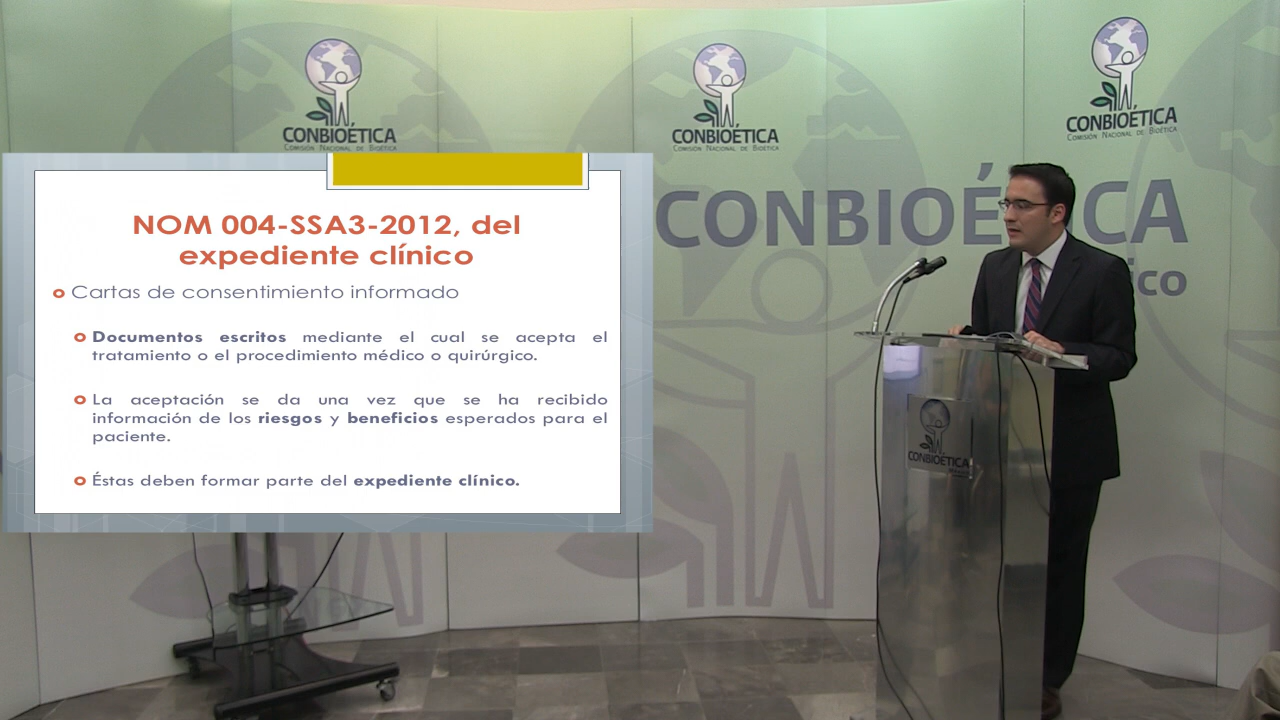 CONBIOÉTICA
COMISIÓN NACIONAL DE BIOÉTICA
CONBIOÉTICA
COMISIÓN NACIONAL DE BIOÉTICA
CONBIOÉTICA
COMISIÓN NACIONAL DE BIOÉTICA
NOM 004-SSA3-2012, del
expediente clínico
Cartas de consentimiento informado
Documentos escritos mediante el cual se acepta el
tratamiento o el procedimiento médico o quirúrgico.
La aceptación se da una vez que se ha recibido
información de los riesgos y beneficios esperados para el
paciente.
Éstas deben formar parte del expediente clínico.
CONBIOÉ CA
ico
CONBIOÉTICA